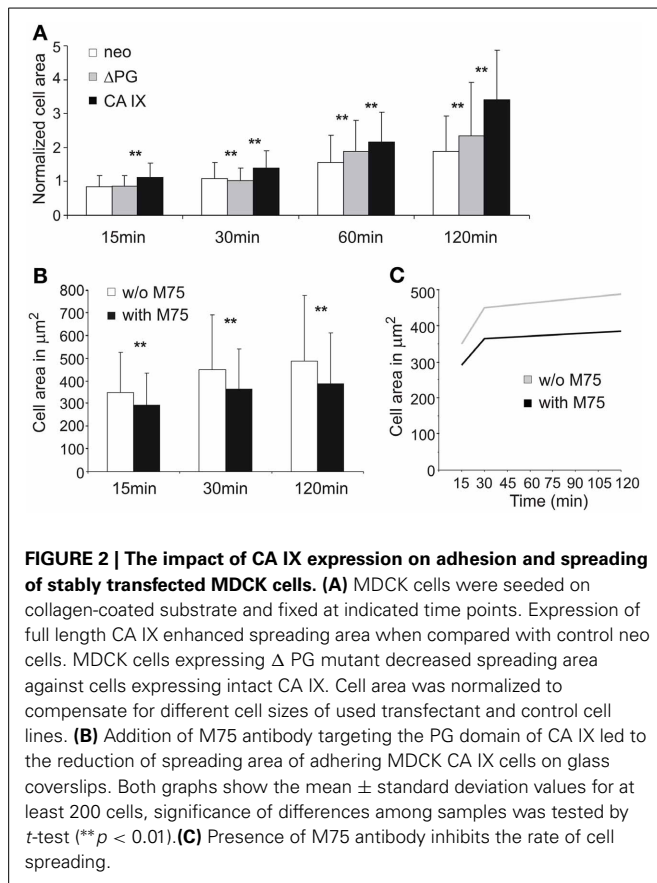 A
neo
ΔPG
CA IX
Normalized cell area
5
4
3
2
1
0
**
** **
** **
** **
15min 30min 60min 120min
B
w/o M75
with M75
Cell area in μm²
800
700
600
500
400
300
200
100
0
**
**
**
15min 30min 120min
C
Cell area in μm²
500
400
300
200
100
0
w/o M75
with M75
15 30 45 60 75 90 105 120
Time (min)
FIGURE 2 | The impact of CA IX expression on adhesion and spreading
of stably transfected MDCK cells. (A) MDCK cells were seeded on
collagen-coated substrate and fixed at indicated time points. Expression of
full length CA IX enhanced spreading area when compared with control neo
cells. MDCK cells expressing Δ PG mutant decreased spreading area
against cells expressing intact CA IX. Cell area was normalized to
compensate for different cell sizes of used transfectant and control cell
lines. (B) Addition of M75 antibody targeting the PG domain of CA IX led to
the reduction of spreading area of adhering MDCK CA IX cells on glass
coverslips. Both graphs show the mean ± standard deviation values for at
least 200 cells, significance of differences among samples was tested by
t-test (**p < 0.01).(C) Presence of M75 antibody inhibits the rate of cell
spreading.